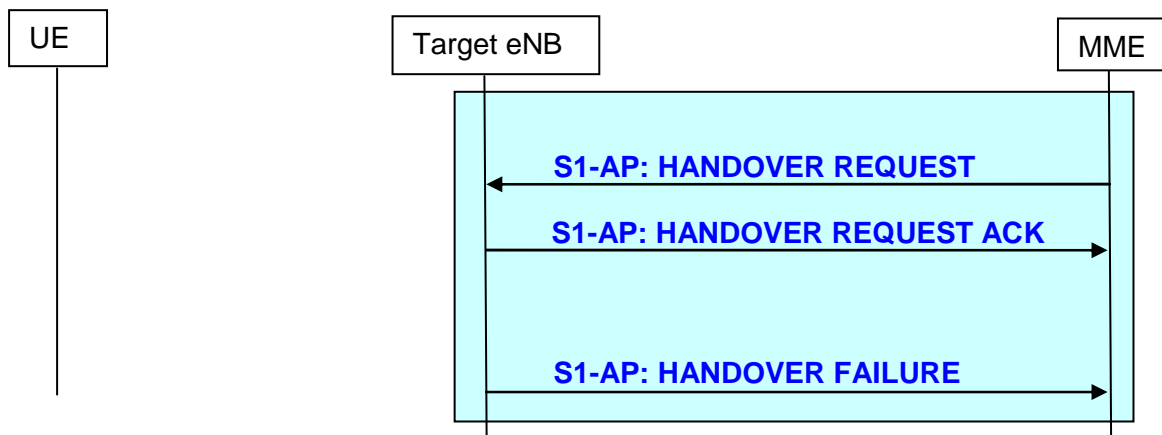 UE
Target eNB
MME
S1-AP: HANDOVER REQUEST
S1-AP: HANDOVER REQUEST ACK
S1-AP: HANDOVER FAILURE